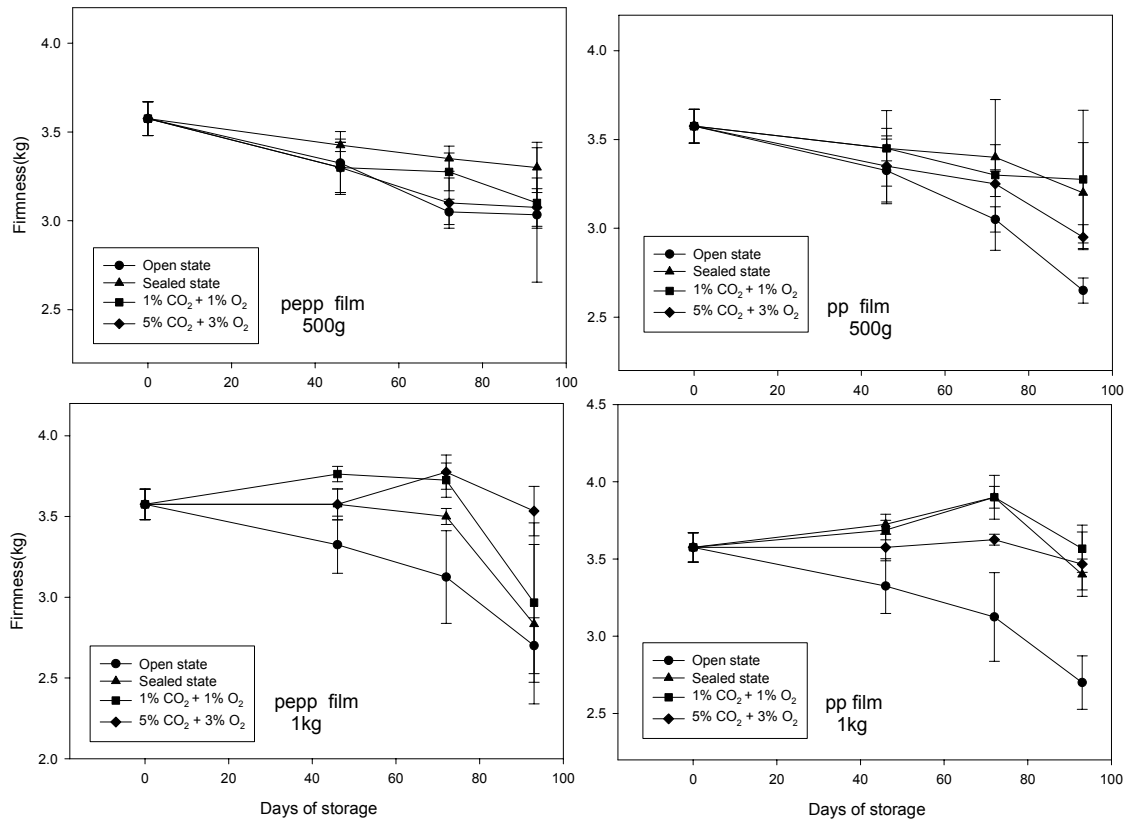 4.0
3.5
3.0
2.5
Firmness(kg)
Open state
Sealed state
1% CO₂ + 1% O₂
5% CO₂ + 3% O₂
pepp film
500g
0 20 40 60 80 100
4.0
3.5
3.0
2.5
Open state
Sealed state
1% CO₂ + 1% O₂
5% CO₂ + 3% O₂
pp film
500g
0 20 40 60 80 100
4.0
3.5
3.0
2.5
2.0
Firmness(kg)
Open state
Sealed state
1% CO₂ + 1% O₂
5% CO₂ + 3% O₂
pepp film
1kg
0 20 40 60 80 100
Days of storage
4.5
4.0
3.5
3.0
2.5
Open state
Sealed state
1% CO₂ + 1% O₂
5% CO₂ + 3% O₂
pp film
1kg
0 20 40 60 80 100
Days of storage